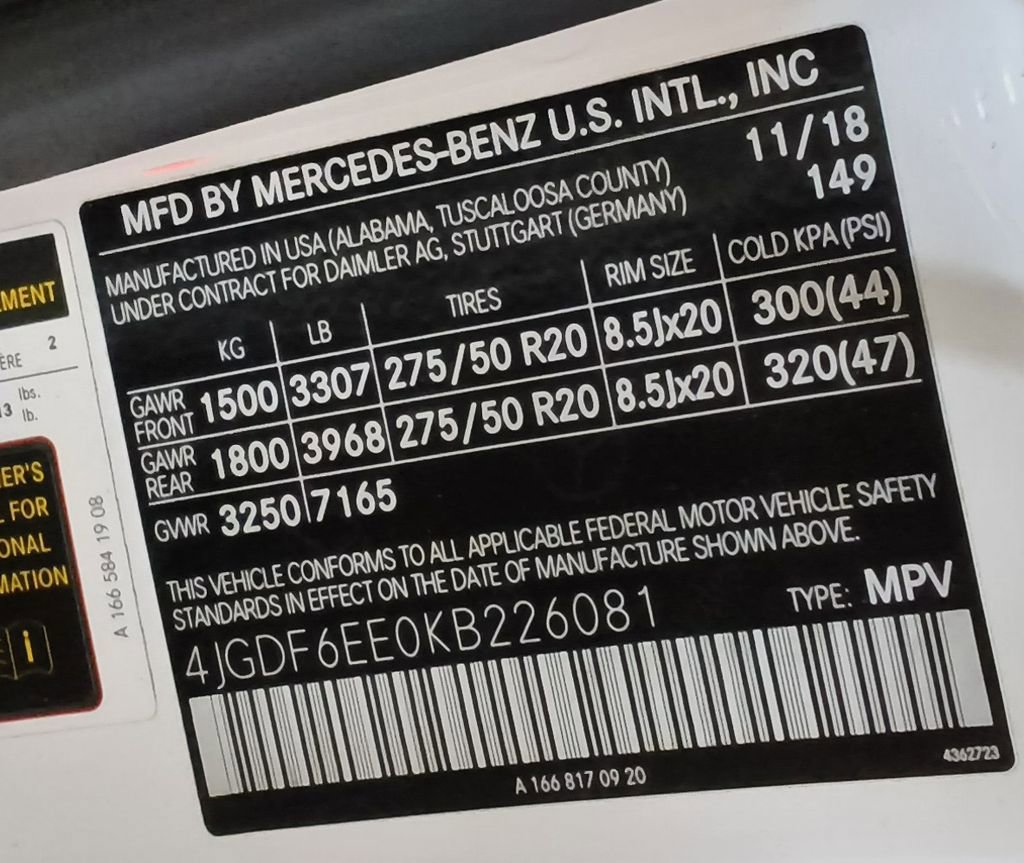 MFD BY MERCEDES-BENZ U.S. INTL., INC
MANUFACTURED IN USA (ALABAMA, TUSCALOOSA COUNTY) 11/18
UNDER CONTRACT FOR DAIMLER AG, STUTTGART (GERMANY) 149
KG LB TIRES RIM SIZE COLD KPA (PSI)
GAWR FRONT 1500 3307 275/50 R20 8.5Jx20 300(44)
GAWR REAR 1800 3968 275/50 R20 8.5Jx20 320(47)
GVWR 3250 7165
THIS VEHICLE CONFORMS TO ALL APPLICABLE FEDERAL MOTOR VEHICLE SAFETY
STANDARDS IN EFFECT ON THE DATE OF MANUFACTURE SHOWN ABOVE.
4JGDF6EE0KB226081 TYPE: MPV
A 166 817 09 20
4362723
A 166 584 19 08
2
lbs.
lb.
FOR